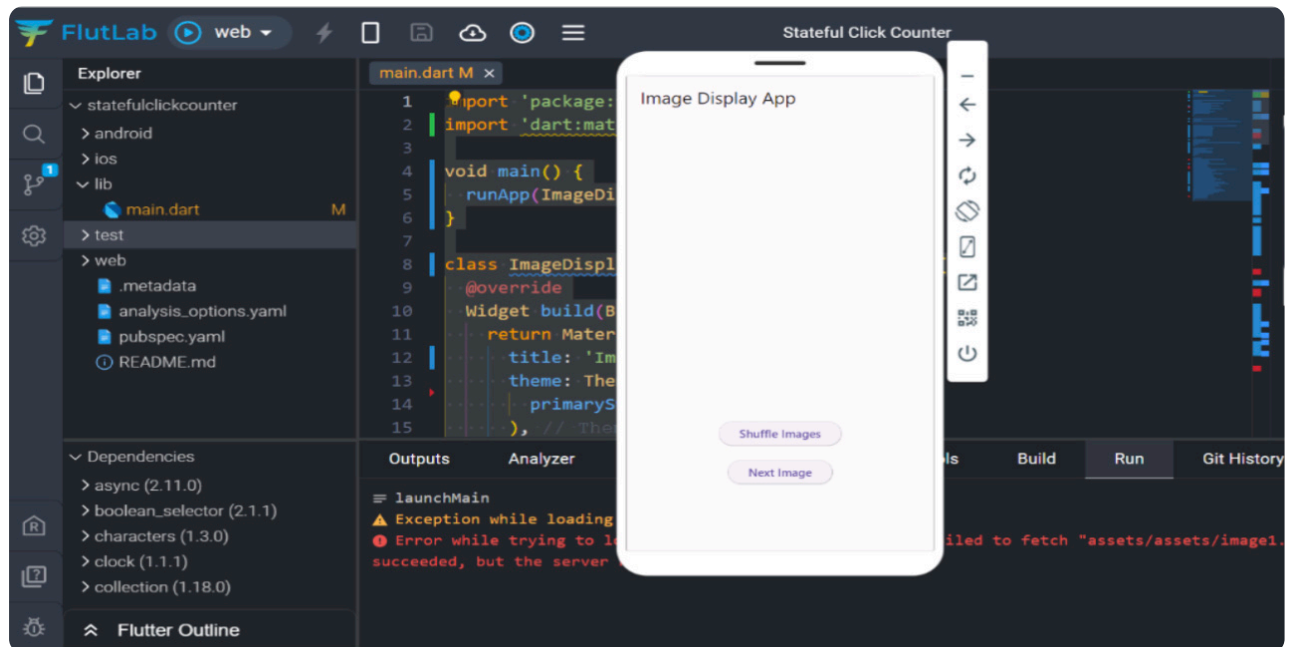 FlutLab web Stateful Click Counter
Explorer
statefulclickcounter
android
ios
lib
main.dart M
test
web
.metadata
analysis_options.yaml
pubspec.yaml
README.md
Dependencies
async (2.11.0)
boolean_selector (2.1.1)
characters (1.3.0)
clock (1.1.1)
collection (1.18.0)
Flutter Outline
1
main.dart M ×
1 mport 'package:
2 import 'dart:mat
3
4 void main() {
5 runApp(ImageDi
6 }
7
8 class ImageDispl
9 @override
10 Widget build(B
11 return Mater
12 title: 'Im
13 theme: The
14 primaryS
15 ), // The
Image Display App
Shuffle Images
Next Image
Outputs Analyzer ls Build Run Git History
launchMain
Exception while loading
Error while trying to l iled to fetch "assets/assets/image1.
succeeded, but the server